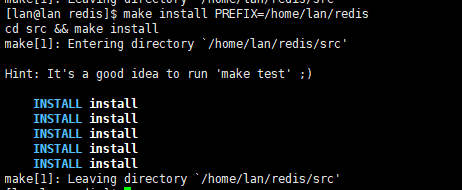 make[1]: Leaving directory `/home/lan/redis/src'
[lan@lan redis]$ make install PREFIX=/home/lan/redis
cd src && make install
make[1]: Entering directory `/home/lan/redis/src'
Hint: It's a good idea to run 'make test' ;)
INSTALL install
INSTALL install
INSTALL install
INSTALL install
INSTALL install
make[1]: Leaving directory `/home/lan/redis/src'